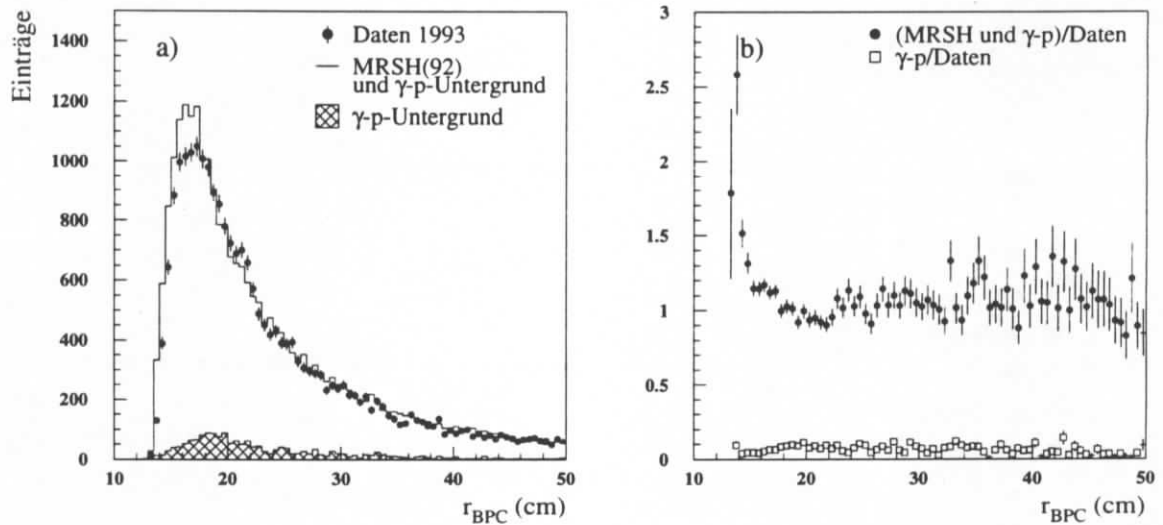 Einträge
1400
1200
1000
800
600
400
200
0
a)
Daten 1993
MRSH(92)
und γ-p-Untergrund
γ-p-Untergrund
10
20
30
40
50
r_BPC (cm)
3
2.5
2
1.5
1
0.5
0
b)
(MRSH und γ-p)/Daten
γ-p/Daten
10
20
30
40
50
r_BPC (cm)